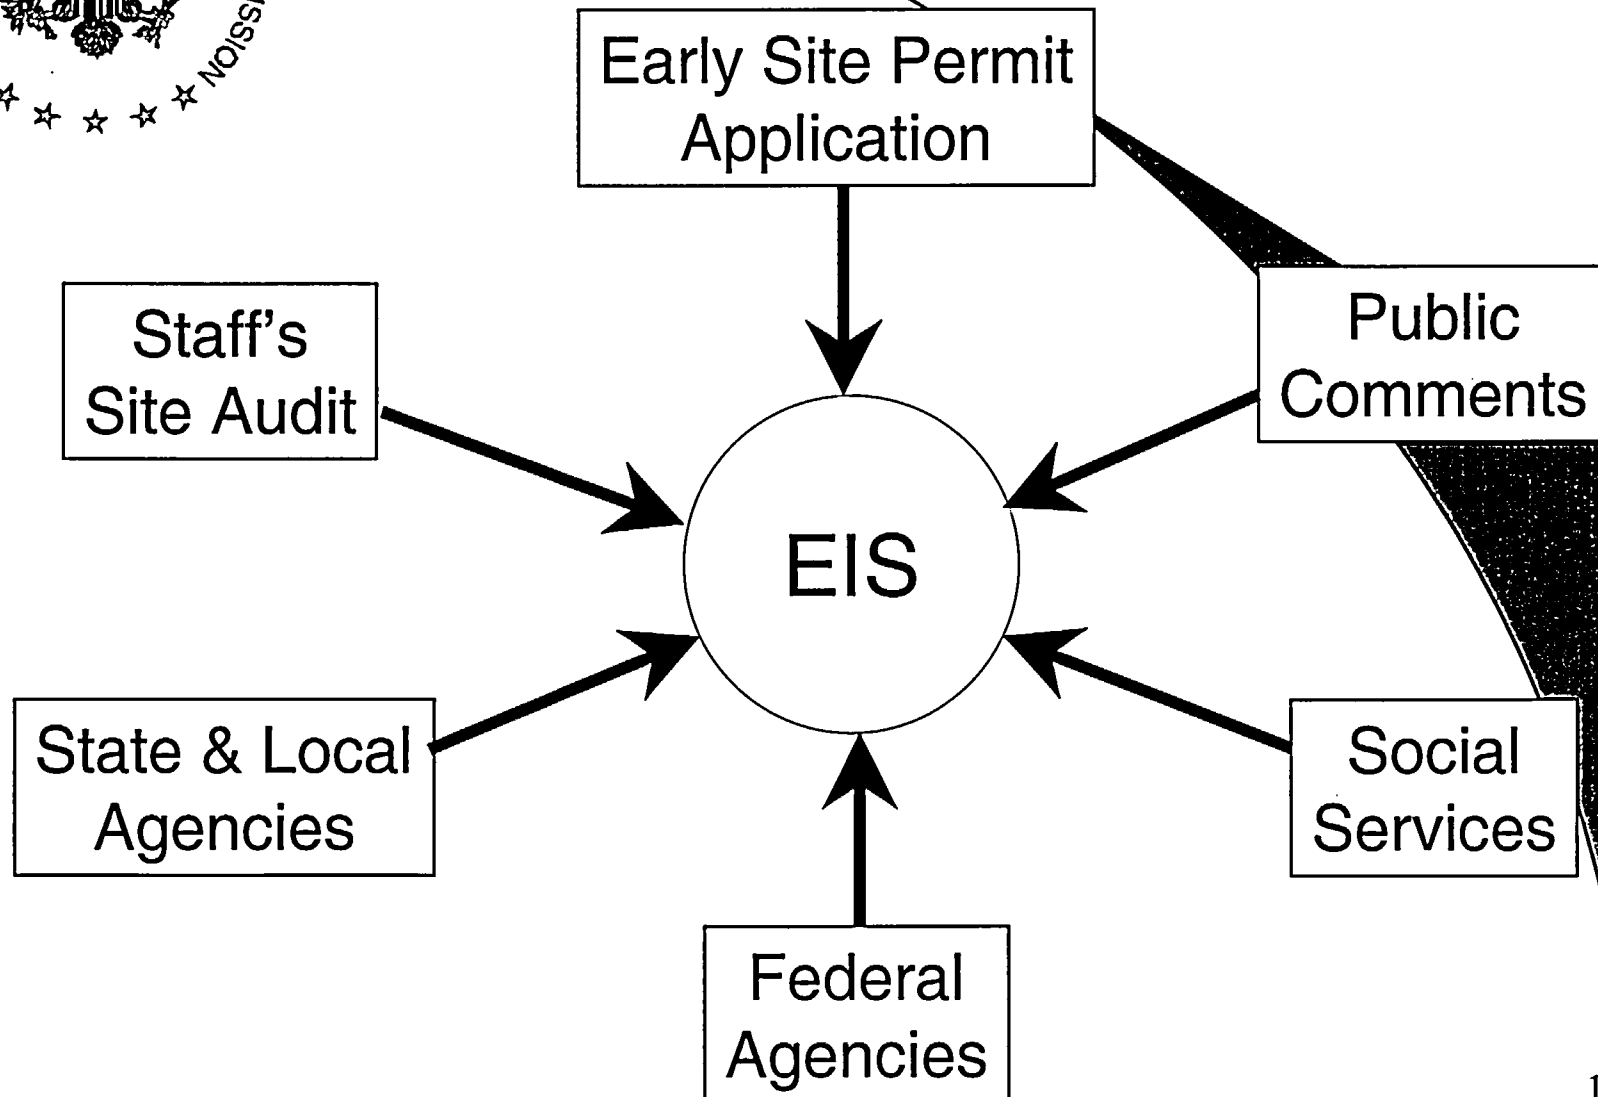 Early Site Permit
Application
Staff's
Site Audit
Public
Comments
EIS
State & Local
Agencies
Social
Services
Federal
Agencies